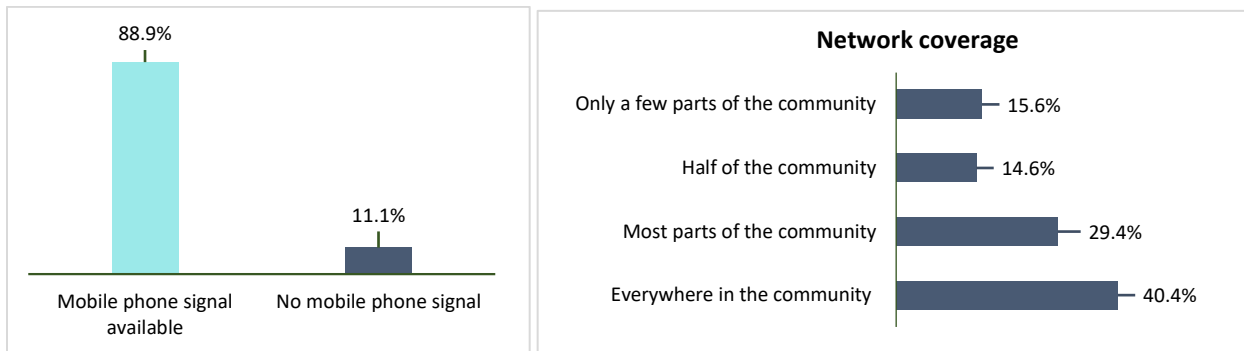 88.9%
11.1%
Mobile phone signal
available
No mobile phone signal
Network coverage
Only a few parts of the community
15.6%
Half of the community
14.6%
Most parts of the community
29.4%
Everywhere in the community
40.4%